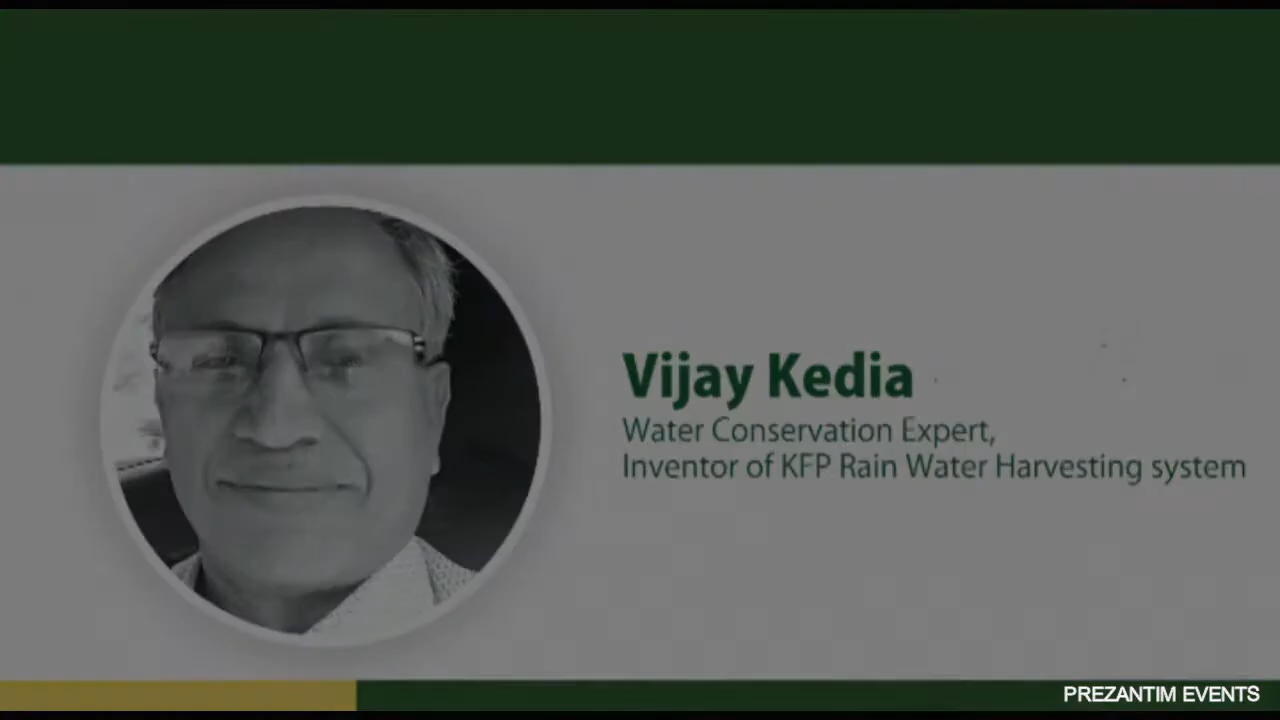 Vijay Kedia
Water Conservation Expert,
Inventor of KFP Rain Water Harvesting system
PREZANTIM EVENTS